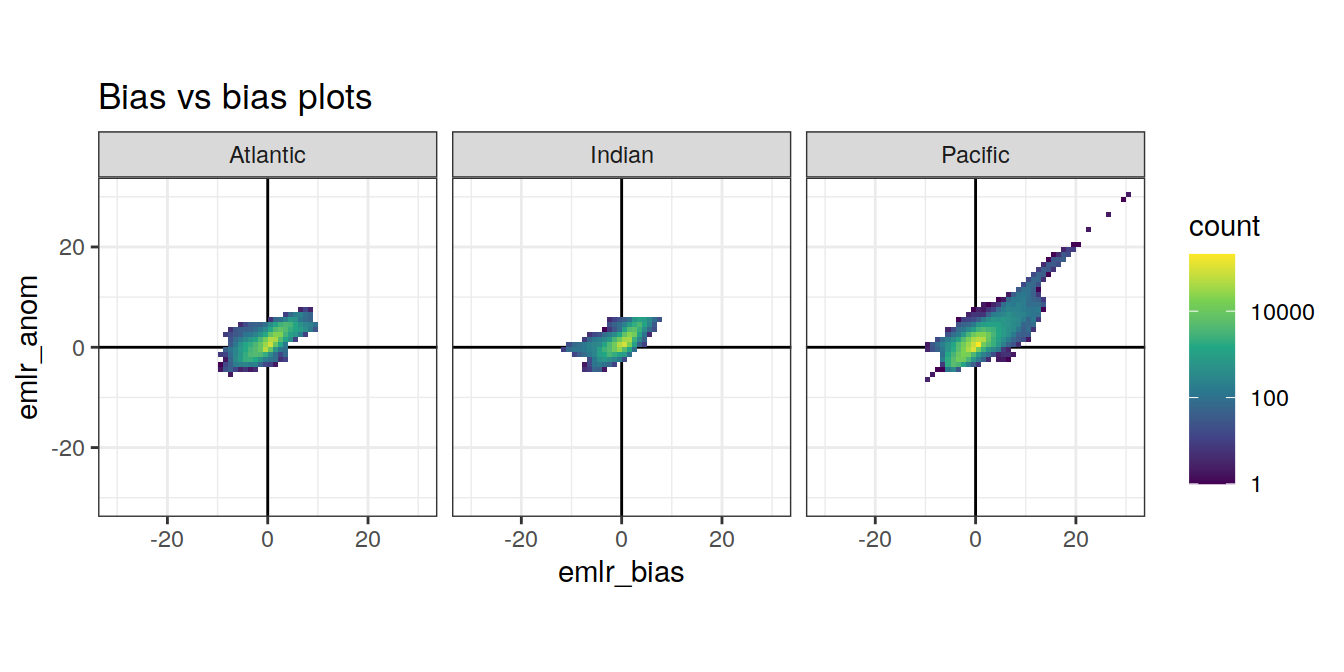 Bias vs bias plots
Atlantic Indian Pacific
count
20
0
-20
10000
100
1
emlr_anom
-20 0 20 -20 0 20 -20 0 20
emlr_bias